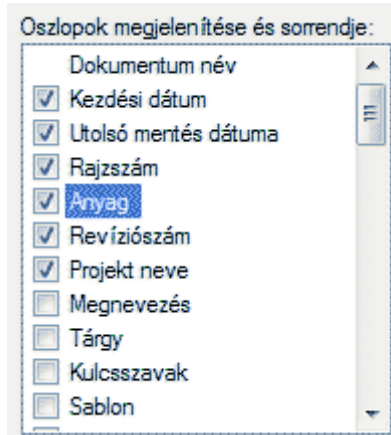 Oszlopok megjelenítése és sorrendje:
Dokumentum név
Kezdési dátum
Utolsó mentés dátuma
Rajzszám
Anyag
Revíziószám
Projekt neve
Megnevezés
Tárgy
Kulcsszavak
Sablon